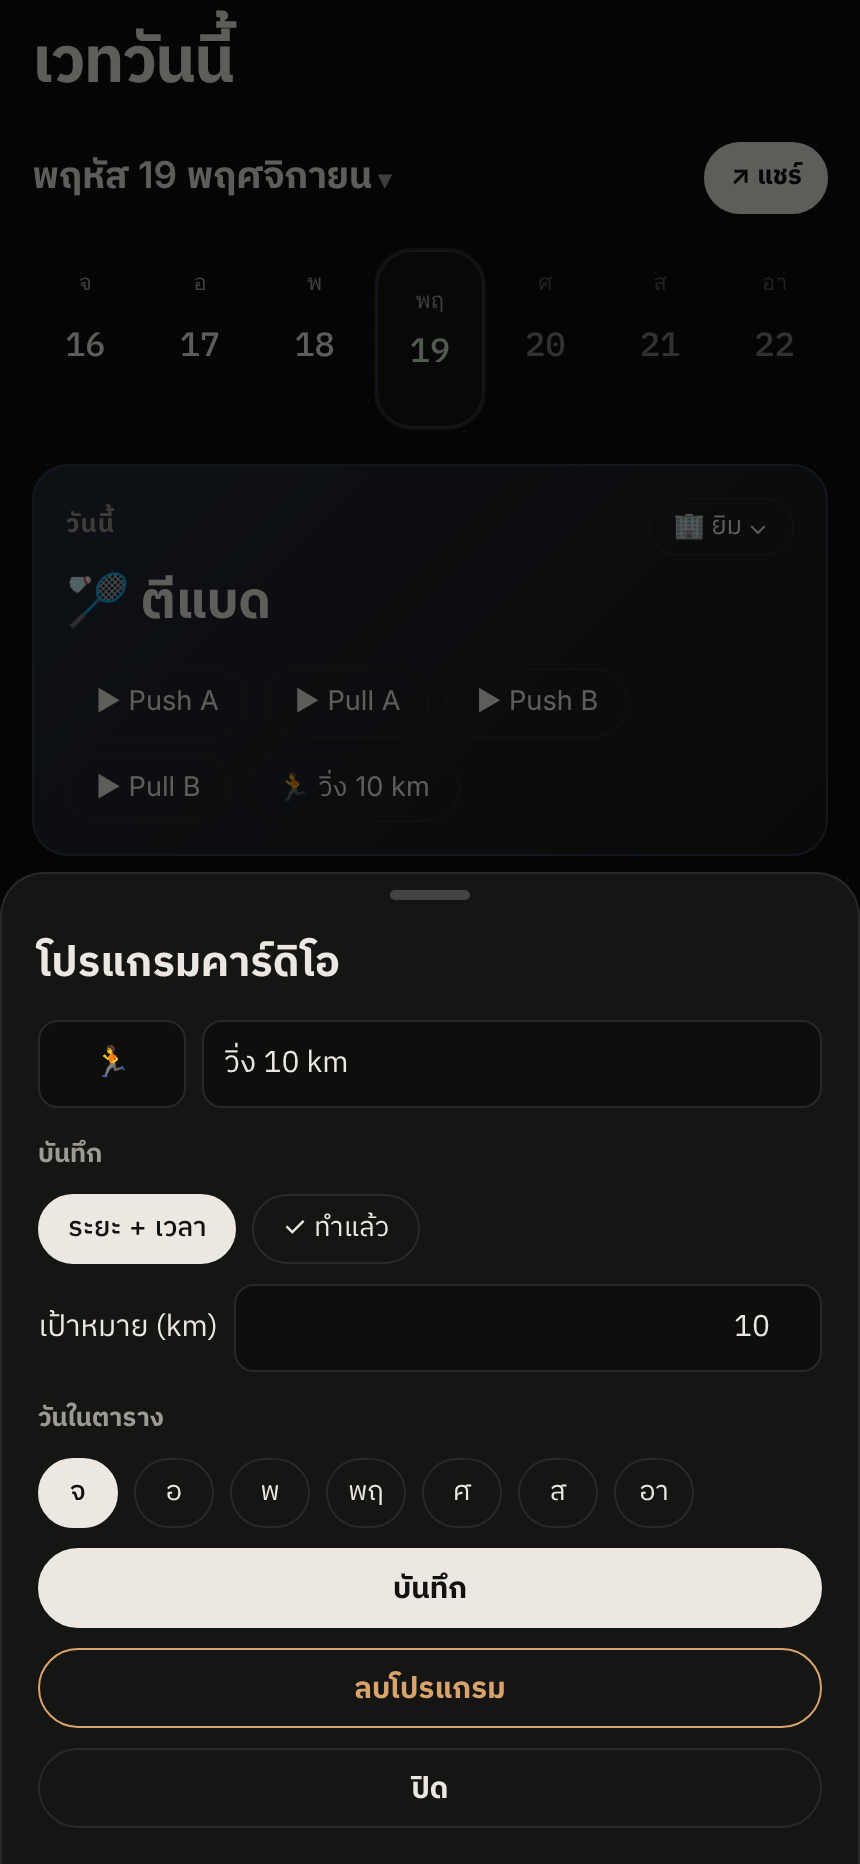 เวทวันนี้
พฤหัส 19 พฤศจิกายน ▾
↗ แชร์
จ อ พ พฤ ศ ส อา
16 17 18 19 20 21 22
วันนี้
🏢 ยิม ⌵
🏸 ตีแบด
▶ Push A ▶ Pull A ▶ Push B
▶ Pull B 🏃 วิ่ง 10 km
โปรแกรมคาร์ดิโอ
🏃 วิ่ง 10 km
บันทึก
ระยะ + เวลา ✓ ทำแล้ว
เป้าหมาย (km) 10
วันในตาราง
จ อ พ พฤ ศ ส อา
บันทึก
ลบโปรแกรม
ปิด